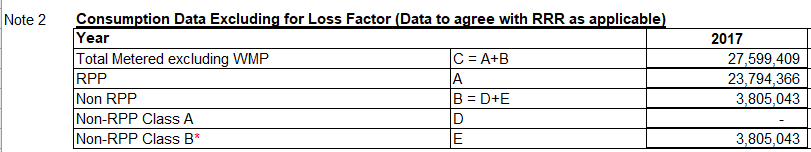 Note 2 Consumption Data Excluding for Loss Factor (Data to agree with RRR as applicable)
Year 2017
Total Metered excluding WMP C = A+B 27,599,409
RPP A 23,794,366
Non RPP B = D+E 3,805,043
Non-RPP Class A D -
Non-RPP Class B* E 3,805,043